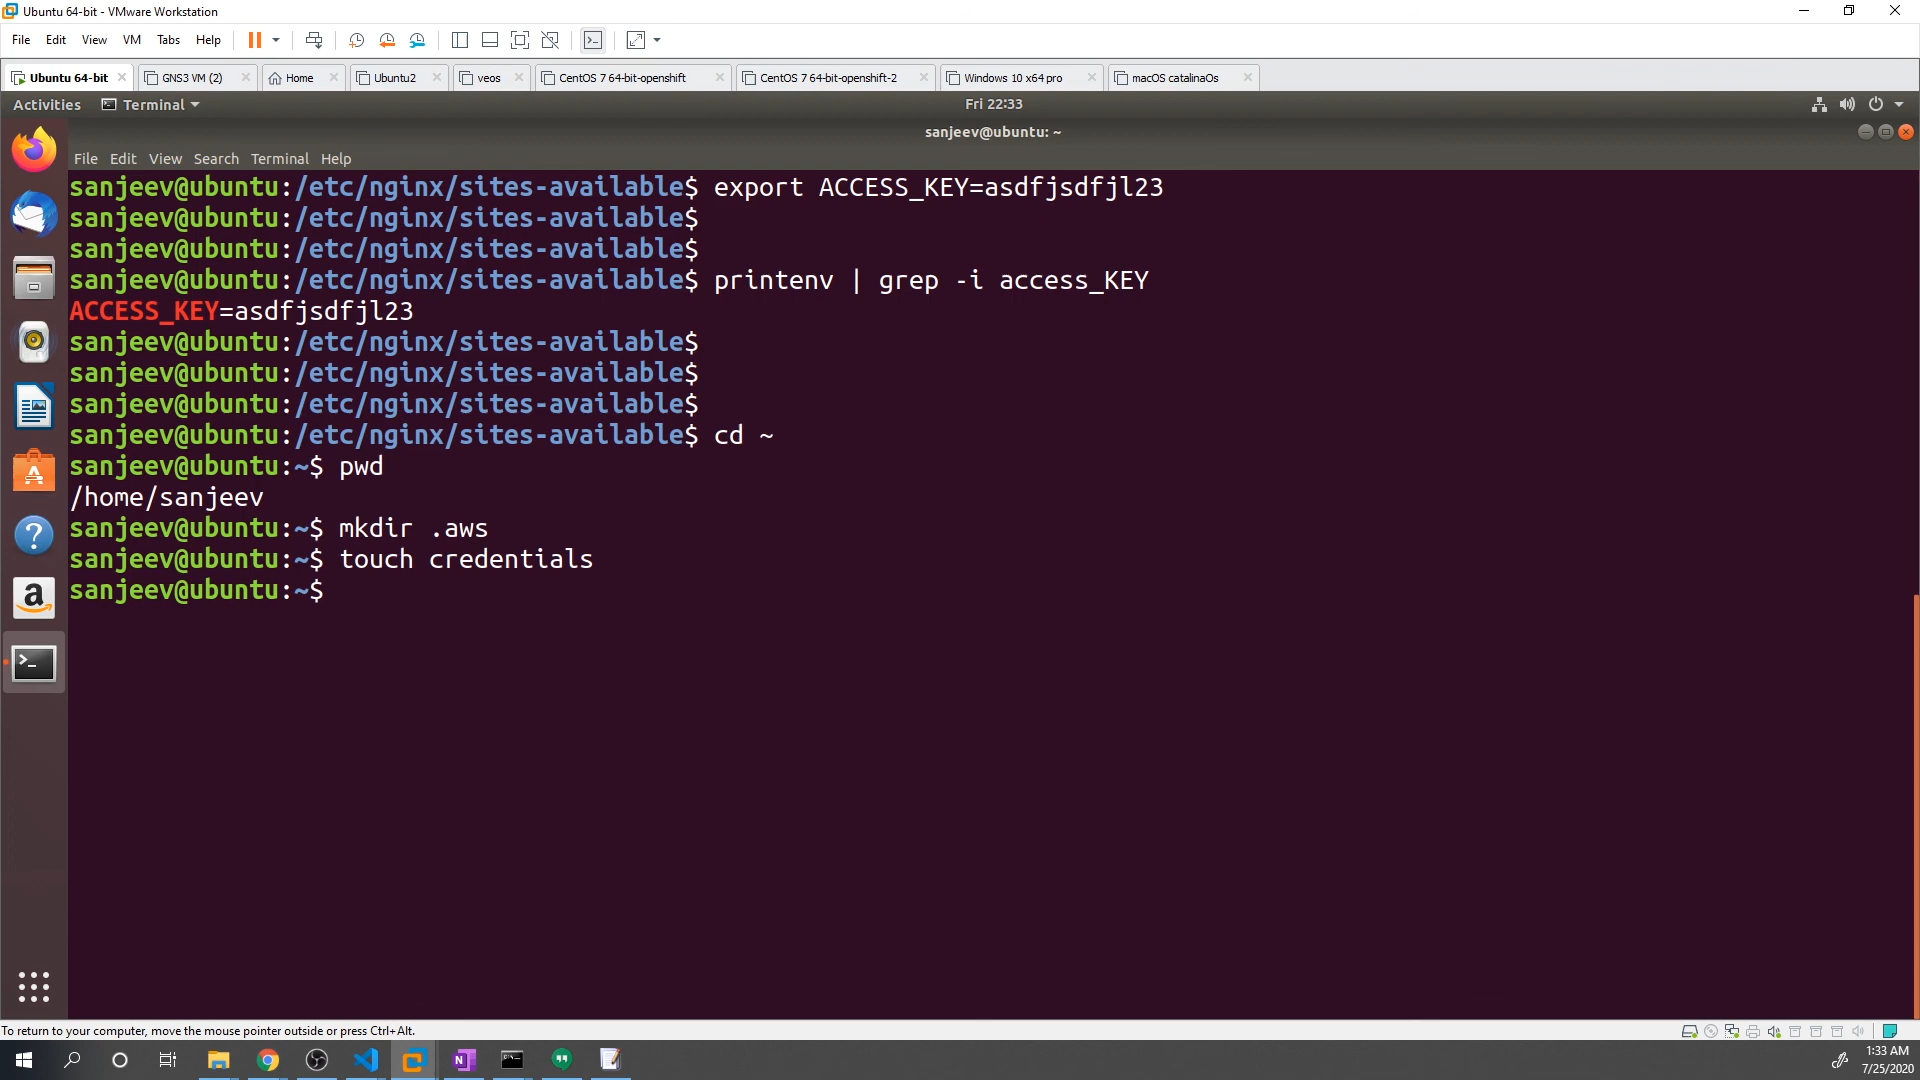 Ubuntu 64-bit - VMware Workstation
File Edit View VM Tabs Help
Ubuntu 64-bit GNS3 VM (2) Home Ubuntu2 veos CentOS 7 64-bit-openshift CentOS 7 64-bit-openshift-2 Windows 10 x64 pro macOS catalinaOs
Activities Terminal Fri 22:33
sanjeev@ubuntu: ~
File Edit View Search Terminal Help
sanjeev@ubuntu:/etc/nginx/sites-available$ export ACCESS_KEY=asdfjsdfjl23
sanjeev@ubuntu:/etc/nginx/sites-available$
sanjeev@ubuntu:/etc/nginx/sites-available$
sanjeev@ubuntu:/etc/nginx/sites-available$ printenv | grep -i access_KEY
ACCESS_KEY=asdfjsdfjl23
sanjeev@ubuntu:/etc/nginx/sites-available$
sanjeev@ubuntu:/etc/nginx/sites-available$
sanjeev@ubuntu:/etc/nginx/sites-available$
sanjeev@ubuntu:/etc/nginx/sites-available$ cd ~
sanjeev@ubuntu:~$ pwd
/home/sanjeev
sanjeev@ubuntu:~$ mkdir .aws
sanjeev@ubuntu:~$ touch credentials
sanjeev@ubuntu:~$
To return to your computer, move the mouse pointer outside or press Ctrl+Alt.
1:33 AM
7/25/2020